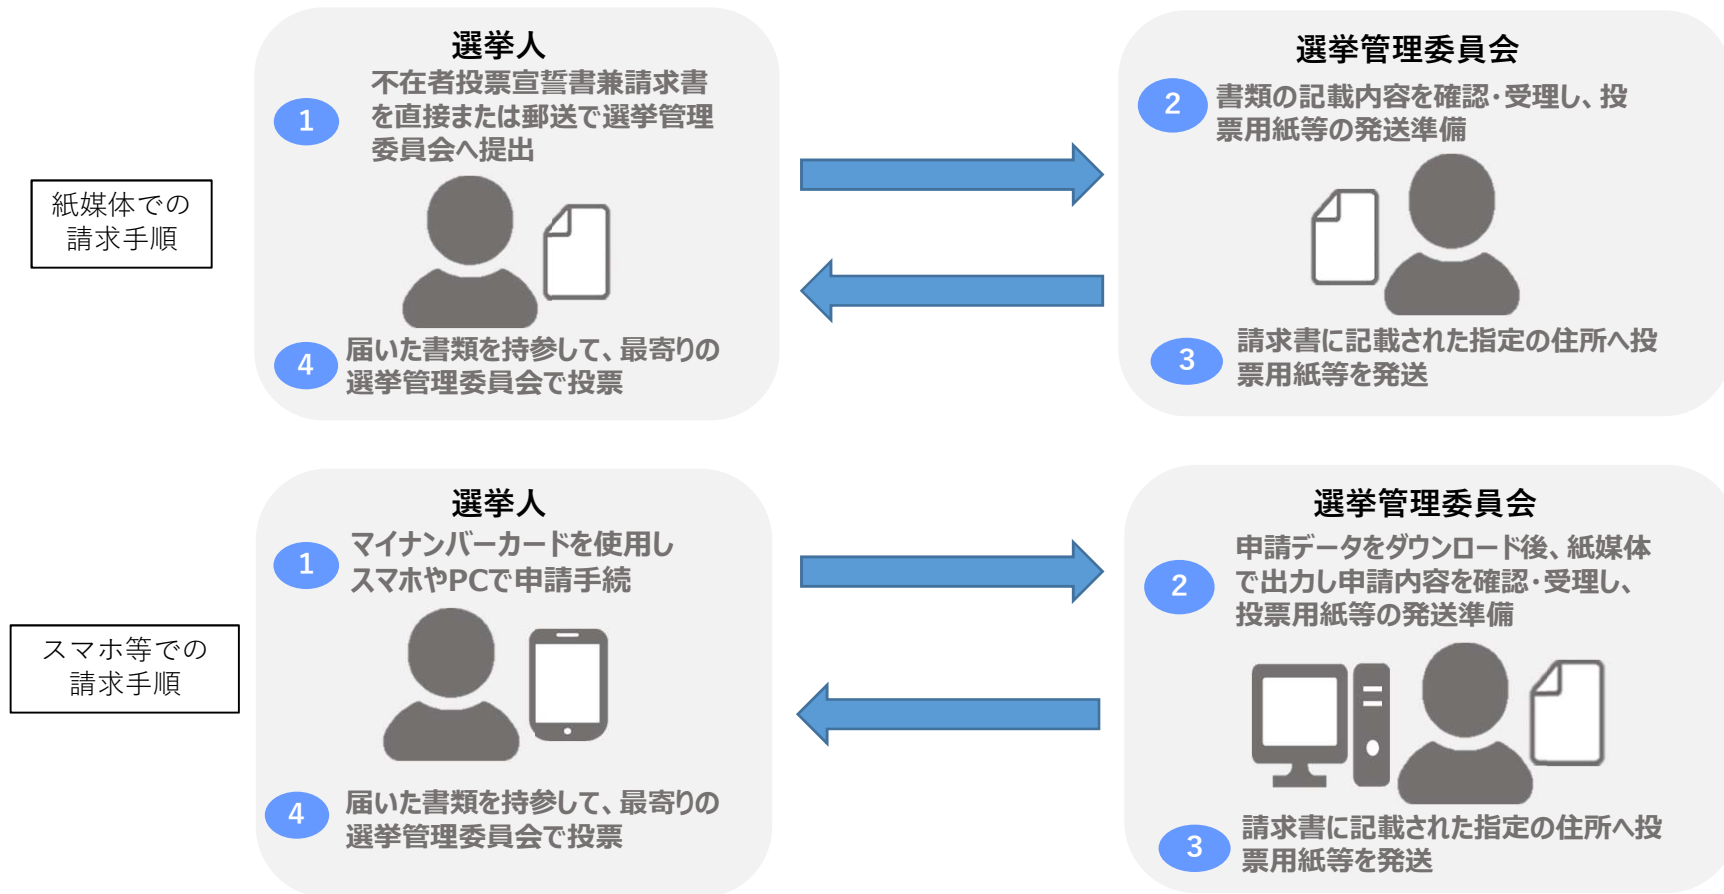 紙媒体での
請求手順
選挙人
1
不在者投票宣誓書兼請求書
を直接または郵送で選挙管理
委員会へ提出
選挙管理委員会
2
書類の記載内容を確認・受理し、投
票用紙等の発送準備
3
請求書に記載された指定の住所へ投
票用紙等を発送
4
届いた書類を持参して、最寄りの
選挙管理委員会で投票
スマホ等での
請求手順
選挙人
1
マイナンバーカードを使用し
スマホやPCで申請手続
選挙管理委員会
2
申請データをダウンロード後、紙媒体
で出力し申請内容を確認・受理し、
投票用紙等の発送準備
3
請求書に記載された指定の住所へ投
票用紙等を発送
4
届いた書類を持参して、最寄りの
選挙管理委員会で投票